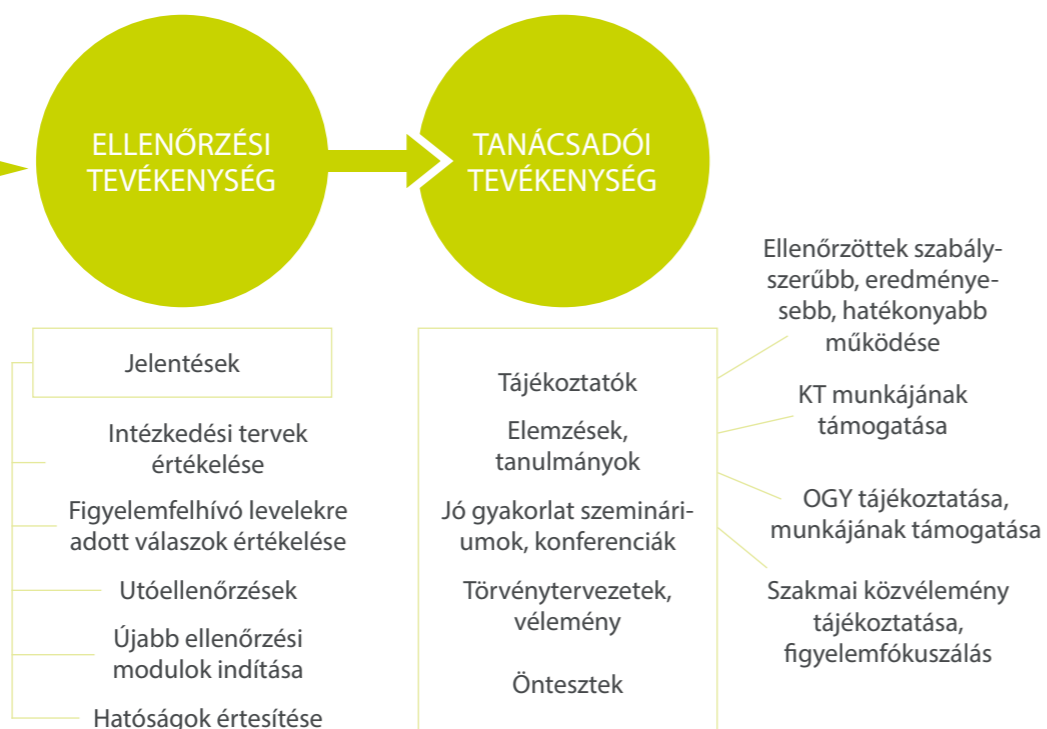 ELLENŐRZÉSI
TEVÉKENYSÉG
TANÁCSADÓI
TEVÉKENYSÉG
Jelentések
Intézkedési tervek
értékelése
Figyelemfelhívó levelekre
adott válaszok értékelése
Utóellenőrzések
Újabb ellenőrzési
modulok indítása
Hatóságok értesítése
Tájékoztatók
Elemzések,
tanulmányok
Jó gyakorlat szeminári-
umok, konferenciák
Törvénytervezetek,
vélemény
Öntesztek
Ellenőrzöttek szabály-
szerűbb, eredménye-
sebb, hatékonyabb
működése
KT munkájának
támogatása
OGY tájékoztatása,
munkájának támogatása
Szakmai közvélemény
tájékoztatása,
figyelemfókuszálás